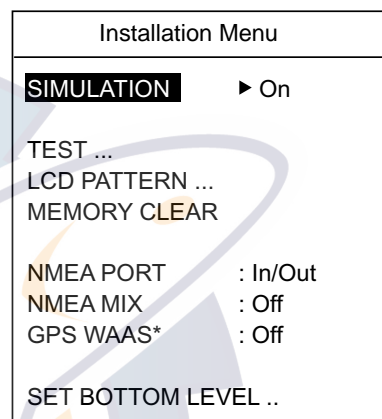 Installation Menu
SIMULATION ▶ On
TEST ...
LCD PATTERN ...
MEMORY CLEAR
NMEA PORT : In/Out
NMEA MIX : Off
GPS WAAS* : Off
SET BOTTOM LEVEL ..